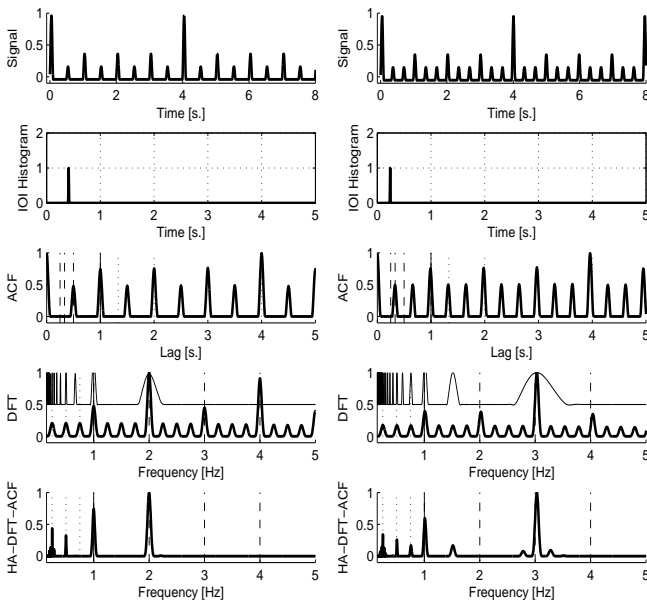 Signal
1
0.5
0
0 2 4 6 8
Time [s.]
Signal
1
0.5
0
0 2 4 6 8
Time [s.]
IOI Histogram
2
1
0
0 1 2 3 4 5
Time [s.]
IOI Histogram
2
1
0
0 1 2 3 4 5
Time [s.]
ACF
1
0.5
0
0 1 2 3 4 5
Lag [s.]
ACF
1
0.5
0
0 1 2 3 4 5
Lag [s.]
DFT
1
0.5
0
1 2 3 4 5
Frequency [Hz]
DFT
1
0.5
0
1 2 3 4 5
Frequency [Hz]
HA-DFT-ACF
1
0.5
0
1 2 3 4 5
Frequency [Hz]
HA-DFT-ACF
1
0.5
0
1 2 3 4 5
Frequency [Hz]